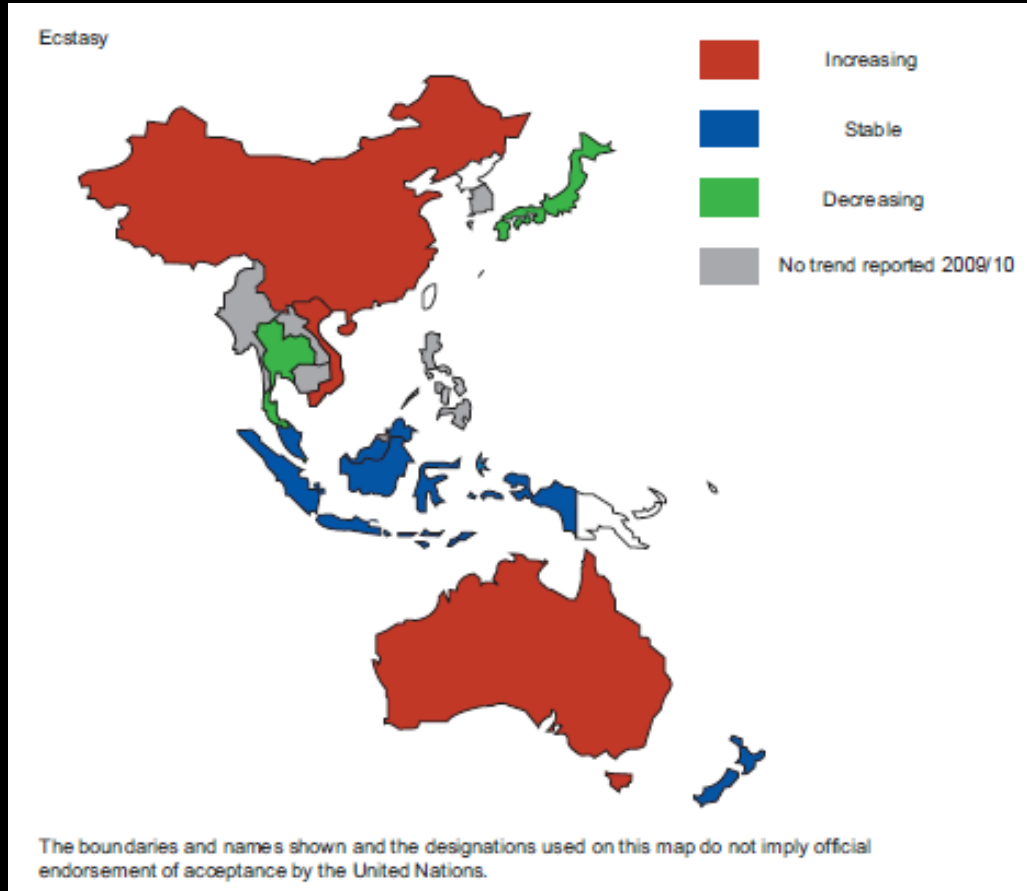 Ecstasy
Increasing
Stable
Decreasing
No trend reported 2009/10
The boundaries and names shown and the designations used on this map do not imply official
endorsement of acceptance by the United Nations.